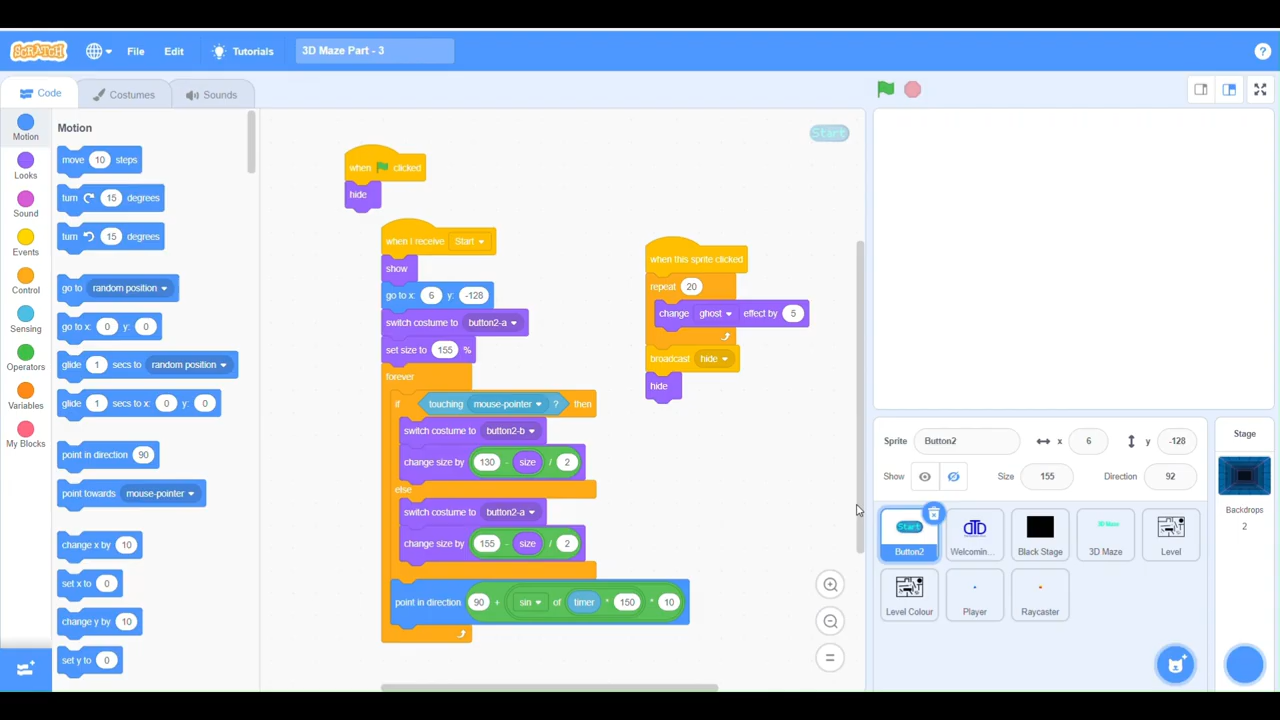 SCRATCH File Edit Tutorials 3D Maze Part - 3 ?
Code Costumes Sounds
Motion
Looks
Sound
Events
Control
Sensing
Operators
Variables
My Blocks
Motion
move 10 steps
turn 15 degrees
turn 15 degrees
go to random position
go to x: 0 y: 0
glide 1 secs to random position
glide 1 secs to x: 0 y: 0
point in direction 90
point towards mouse-pointer
change x by 10
set x to 0
change y by 10
set y to 0
Start
when clicked
hide
when I receive Start
show
go to x: 6 y: -128
switch costume to button2-a
set size to 155 %
forever
if touching mouse-pointer ? then
switch costume to button2-b
change size by 130 - size / 2
else
switch costume to button2-a
change size by 155 - size / 2
point in direction 90 + sin of timer * 150 * 10
when this sprite clicked
repeat 20
change ghost effect by 5
broadcast hide
hide
Sprite Button2 x 6 y -128
Show Size 155 Direction 92
Start
Button2
DTD
Welcomin...
Black Stage
3D Maze
3D Maze
Level
Level Colour
Player
Raycaster
Stage
Backdrops
2